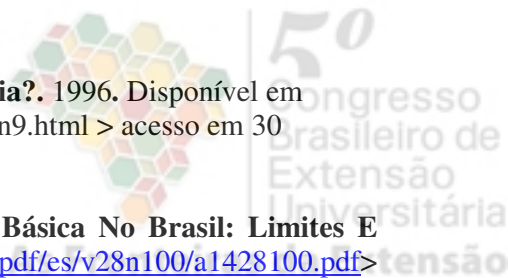 5º
Congresso
Brasileiro de
Extensão
Universitária
ia?. 1996. Disponível em
n9.html > acesso em 30
Básica No Brasil: Limites E
pdf/es/v28n100/a1428100.pdf>